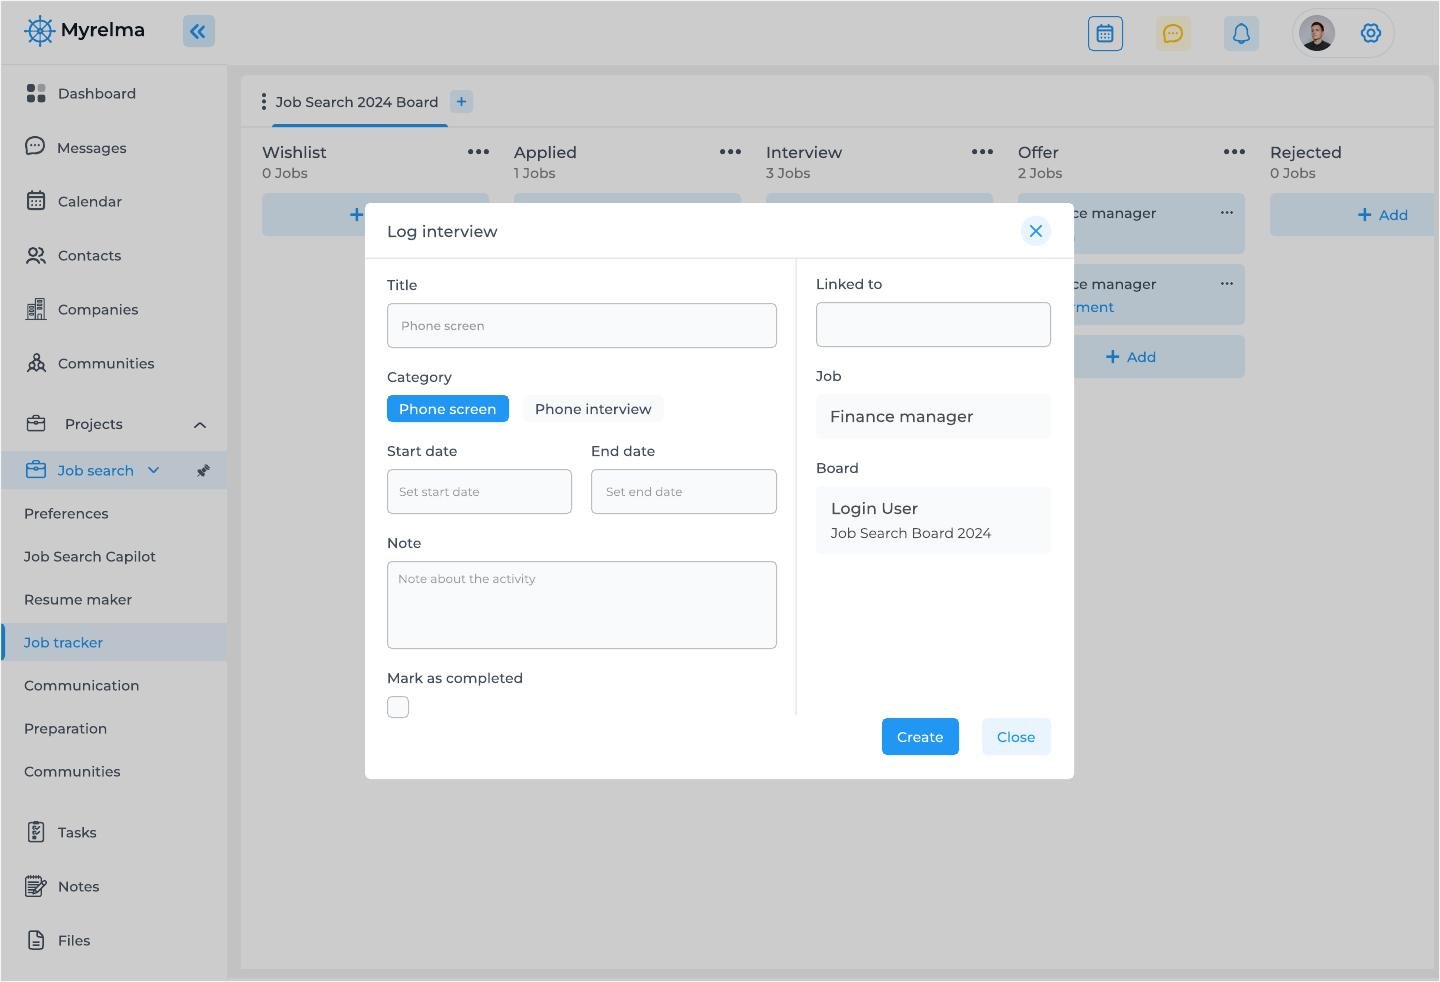 Myrelma
Dashboard
Messages
Calendar
Contacts
Companies
Communities
Projects
Job search
Preferences
Job Search Capilot
Resume maker
Job tracker
Communication
Preparation
Communities
Tasks
Notes
Files
Job Search 2024 Board
Wishlist
0 Jobs
Applied
1 Jobs
Interview
3 Jobs
Offer
2 Jobs
ce manager
ce manager
ment
+ Add
Rejected
0 Jobs
+ Add
Log interview
Title
Phone screen
Category
Phone screen Phone interview
Start date End date
Set start date Set end date
Note
Note about the activity
Mark as completed
Linked to
Job
Finance manager
Board
Login User
Job Search Board 2024
Create Close